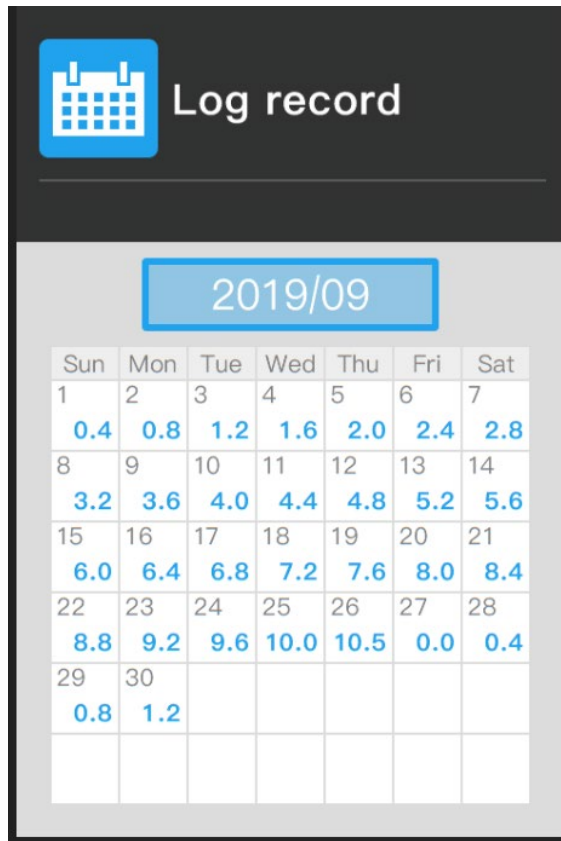 Log record
2019/09
Sun Mon Tue Wed Thu Fri Sat
1 2 3 4 5 6 7
0.4 0.8 1.2 1.6 2.0 2.4 2.8
8 9 10 11 12 13 14
3.2 3.6 4.0 4.4 4.8 5.2 5.6
15 16 17 18 19 20 21
6.0 6.4 6.8 7.2 7.6 8.0 8.4
22 23 24 25 26 27 28
8.8 9.2 9.6 10.0 10.5 0.0 0.4
29 30
0.8 1.2